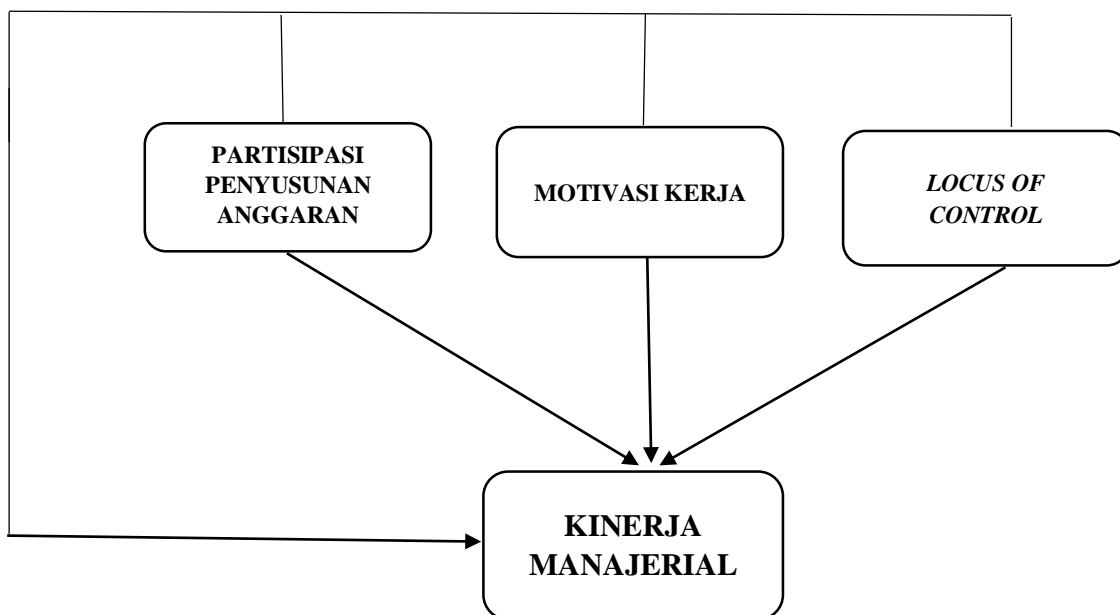 PARTISIPASI
PENYUSUNAN
ANGGARAN
MOTIVASI KERJA
LOCUS OF
CONTROL
KINERJA
MANAJERIAL